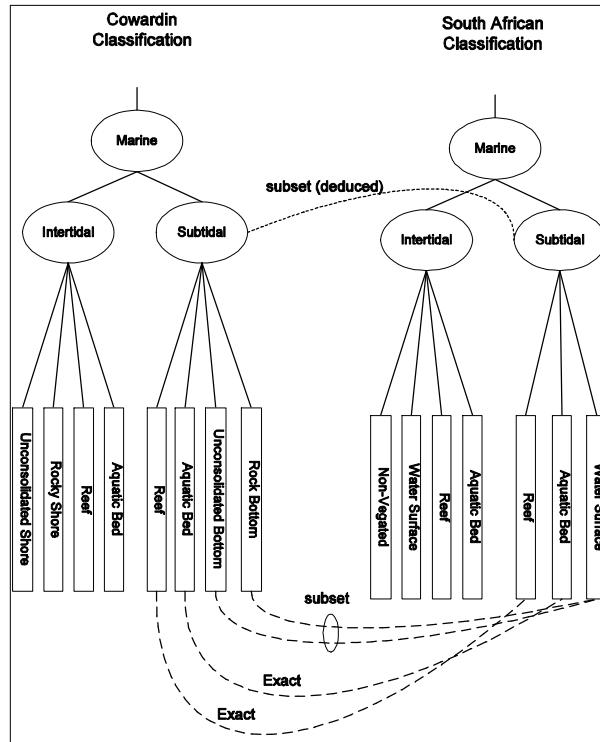 Cowardin
Classification
South African
Classification
Marine
Marine
subset (deduced)
Intertidal
Subtidal
Intertidal
Subtidal
Unconsolidated Shore
Rocky Shore
Reef
Aquatic Bed
Reef
Aquatic Bed
Unconsolidated Bottom
Rock Bottom
Non-Vegated
Water Surface
Reef
Aquatic Bed
Reef
Aquatic Bed
Water Surface
subset
Exact
Exact